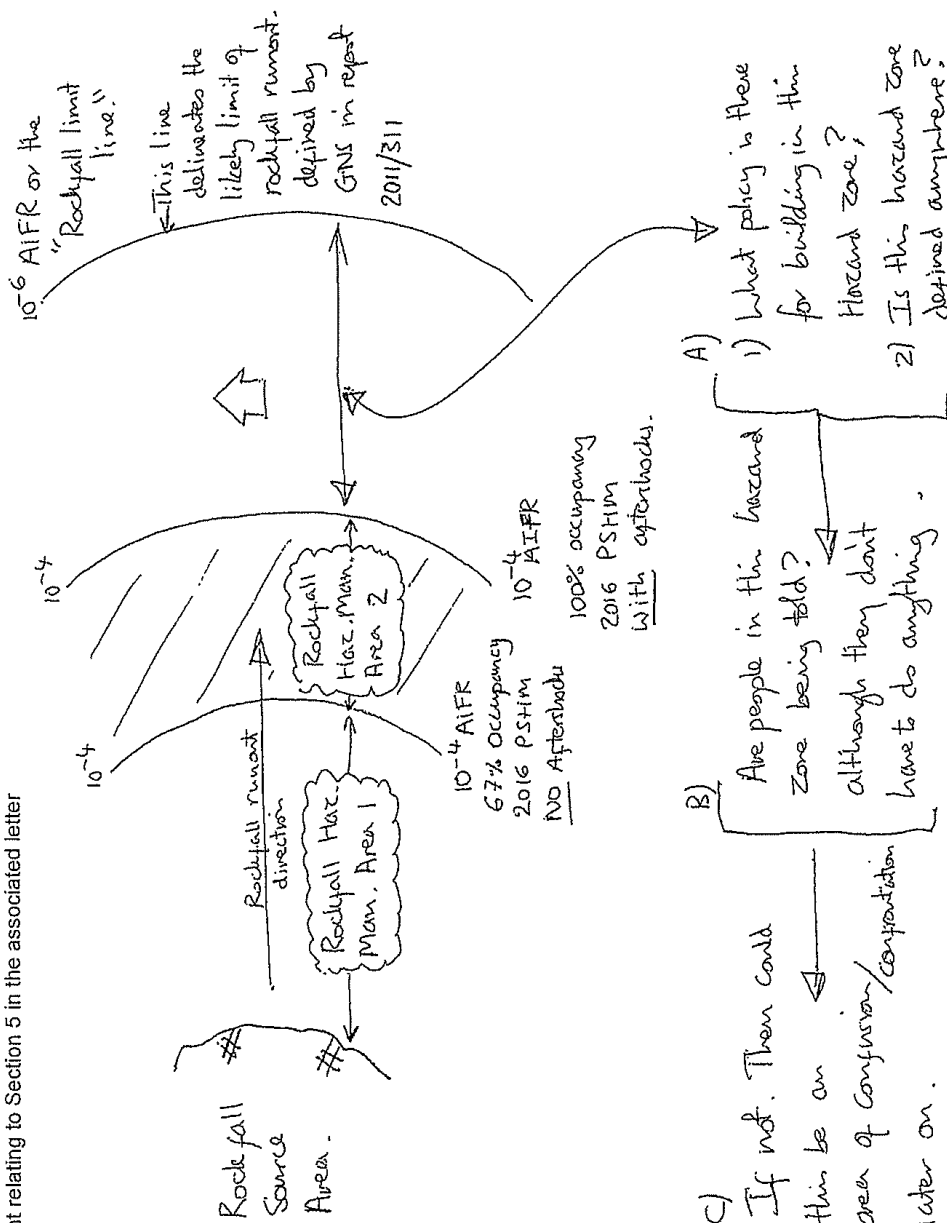 nt relating to Section 5 in the associated letter
10-6 AIFR or the
"Rockfall limit
line."
This line
delineates the
likely limit of
rockfall runout.
defined by
GNS in report
2011/311
10-4
10-4
Rockfall runout
direction
Rockfall
Source
Area.
Rockfall Haz.
Man. Area 1
Rockfall
Haz. Man.
Area 2
10-4 AIFR
67% Occupancy
2016 PSHM
NO Aftershocks
10-4
AIFR
100% occupancy
2016 PSHM
With aftershocks.
A)
1) What policy is there
for building in this
Hazard zone?
2) Is this hazard zone
defined anywhere?
B)
Are people in this hazard
zone being told?
although they don't
have to do anything.
C)
If not. Then could
this be an
area of confusion/confrontation
later on.